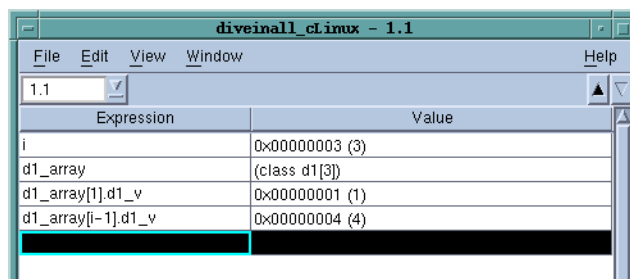 diveinall_cLinux - 1.1
File Edit View Window Help
1.1
Expression Value
i 0x00000003 (3)
d1_array (class d1[3])
d1_array[1].d1_v 0x00000001 (1)
d1_array[i-1].d1_v 0x00000004 (4)